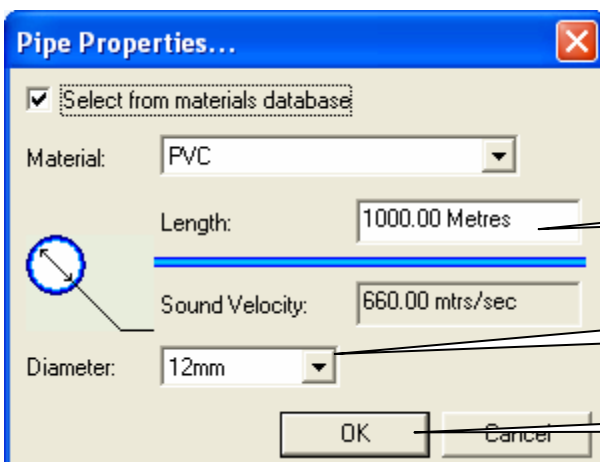 Pipe Properties...
Select from materials database
Material: PVC
Length: 1000.00 Metres
Sound Velocity: 660.00 mtrs/sec
Diameter: 12mm
OK Cancel